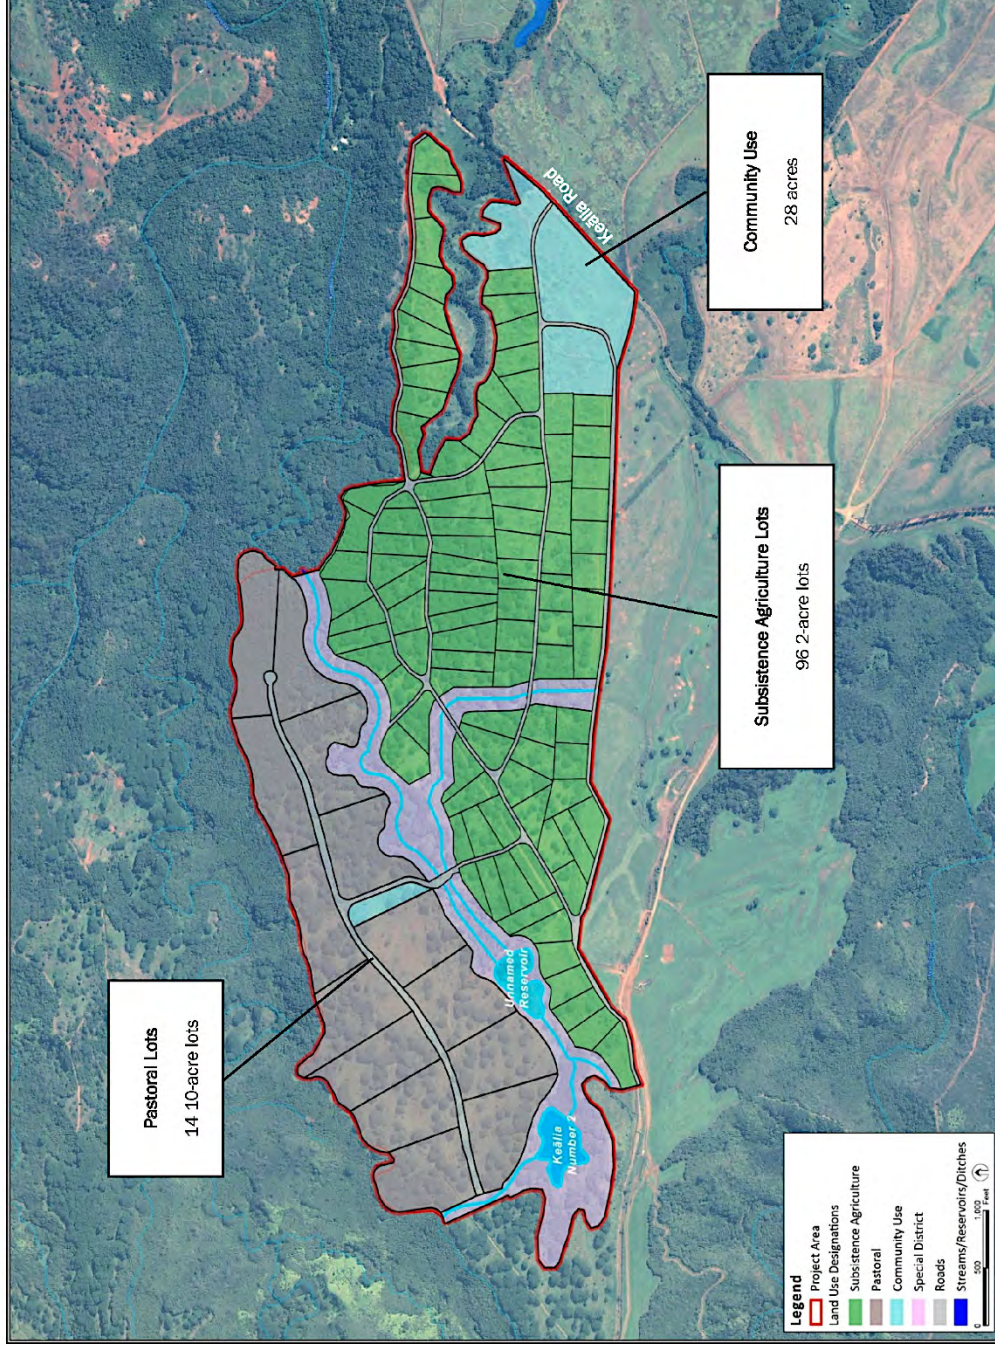 Pastoral Lots
14 10-acre lots
Subsistence Agriculture Lots
96 2-acre lots
Community Use
28 acres
Keālia Road
Unnamed
Reservoir
Keālia
Number 2
Legend
Project Area
Land Use Designations
Subsistence Agriculture
Pastoral
Community Use
Special District
Roads
Streams/Reservoirs/Ditches
0 500 1,000
Feet